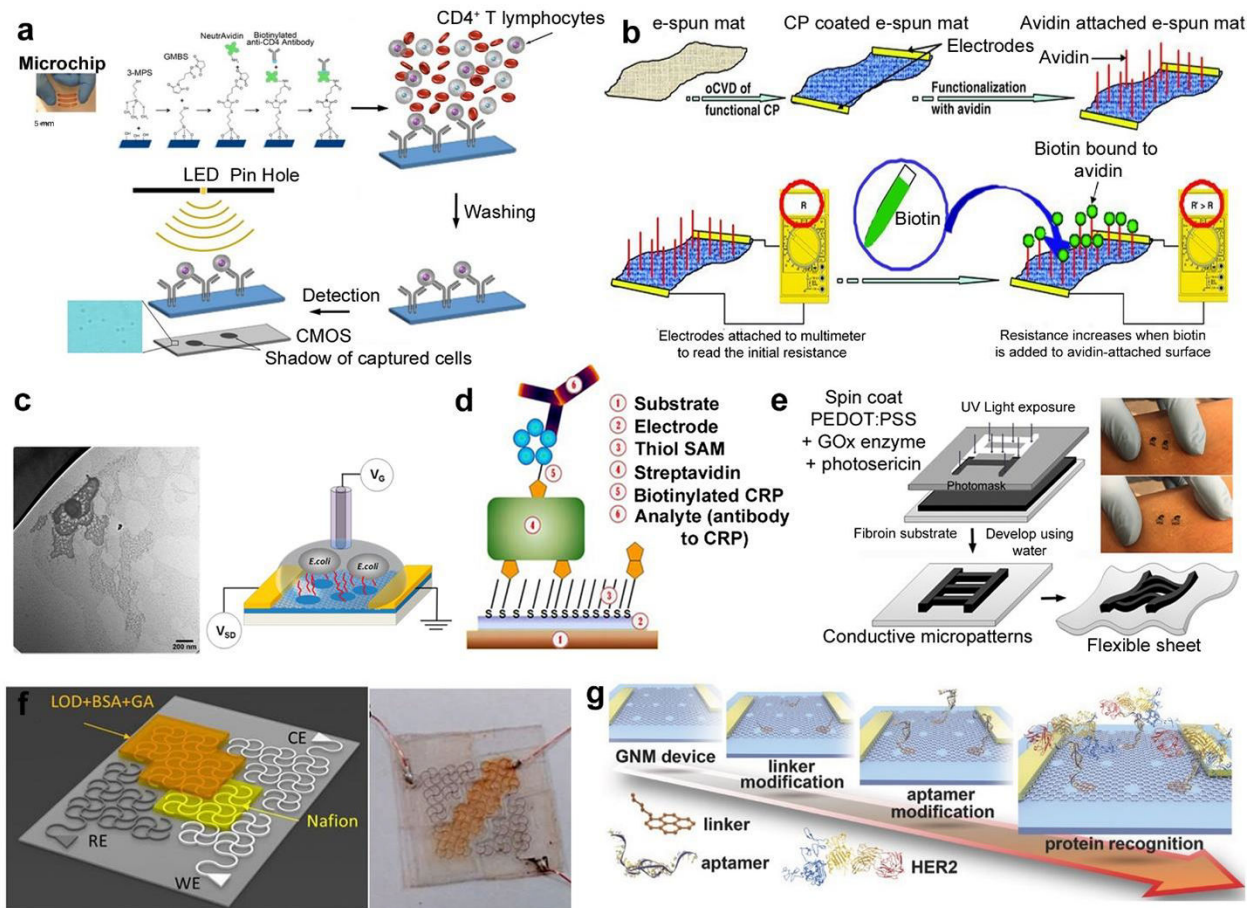 a
CD4+ T lymphocytes
NeutrAvidin
Biotinylated
anti-CD4 Antibody
GMBS
Microchip
3-MPS
5 mm
LED Pin Hole
Washing
Detection
CMOS
Shadow of captured cells
b
e-spun mat
CP coated e-spun mat
Avidin attached e-spun mat
Electrodes
Avidin
oCVD of
functional CP
Functionalization
with avidin
Biotin bound to
avidin
R
Biotin
R' > R
Electrodes attached to multimeter
to read the initial resistance
Resistance increases when biotin
is added to avidin-attached surface
c
200 nm
VG
E.coli
E.coli
VSD
d
6
5
4
3
S S S S S S S S S S S S S
2
1
1 Substrate
2 Electrode
3 Thiol SAM
4 Streptavidin
5 Biotinylated CRP
6 Analyte (antibody
to CRP)
e
Spin coat
PEDOT:PSS
+ GOx enzyme
+ photosericin
UV Light exposure
Photomask
Fibroin substrate
Develop using
water
Conductive micropatterns
Flexible sheet
f
LOD+BSA+GA
CE
Nafion
RE
WE
g
GNM device
linker
modification
aptamer
modification
protein recognition
linker
aptamer
HER2